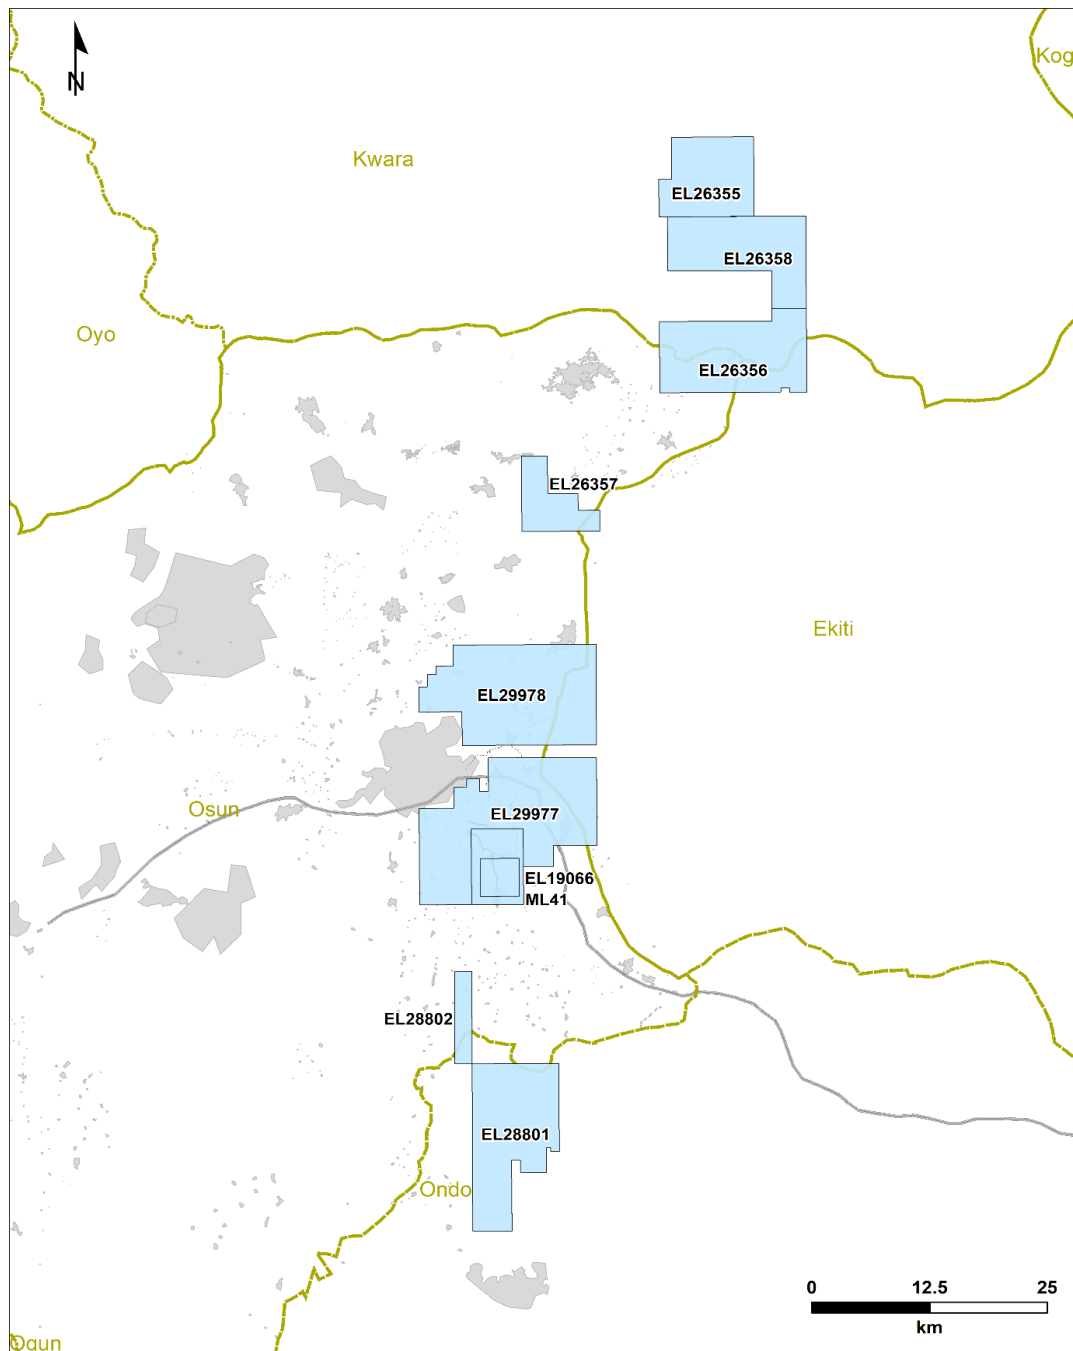 N
Kog
Kwara
EL26355
EL26358
Oyo
EL26356
EL26357
Ekiti
EL29978
Osun
EL29977
EL19066
ML41
EL28802
EL28801
Ondo
0 12.5 25
km
Ogun